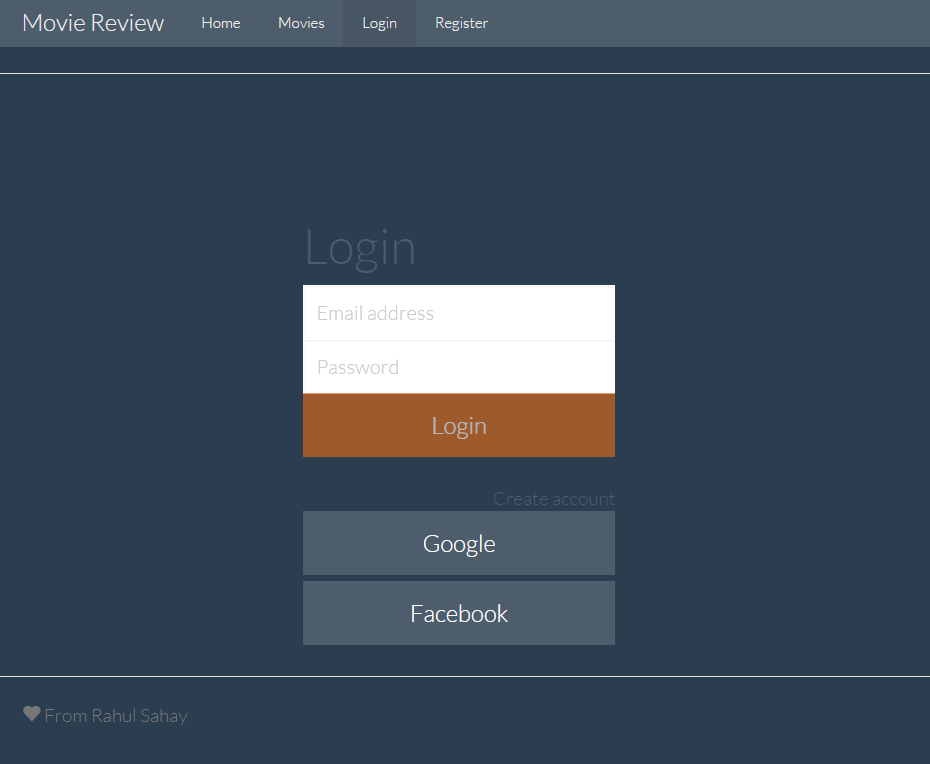 Movie Review Home Movies Login Register
Login
Email address
Password
Login
Create account
Google
Facebook
From Rahul Sahay